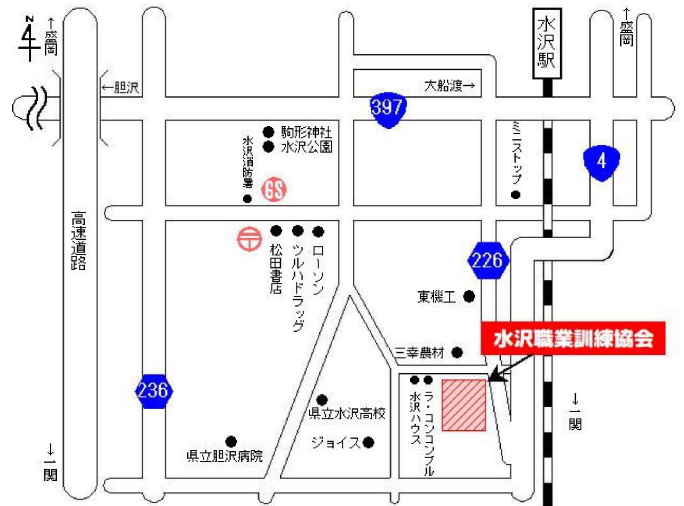 N
↑盛岡
水沢駅
↑盛岡
←胆沢
大船渡→
397
4
駒形神社
水沢公園
水沢消防署
ミニストップ
GS
高速道路
〒
松田書店
ツルハドラッグ
ローソン
226
東機工
水沢職業訓練協会
三幸農材
236
県立水沢高校
水沢ハウス
ラ・コンコンブル
県立胆沢病院
ジョイス
↓一関
↓一関